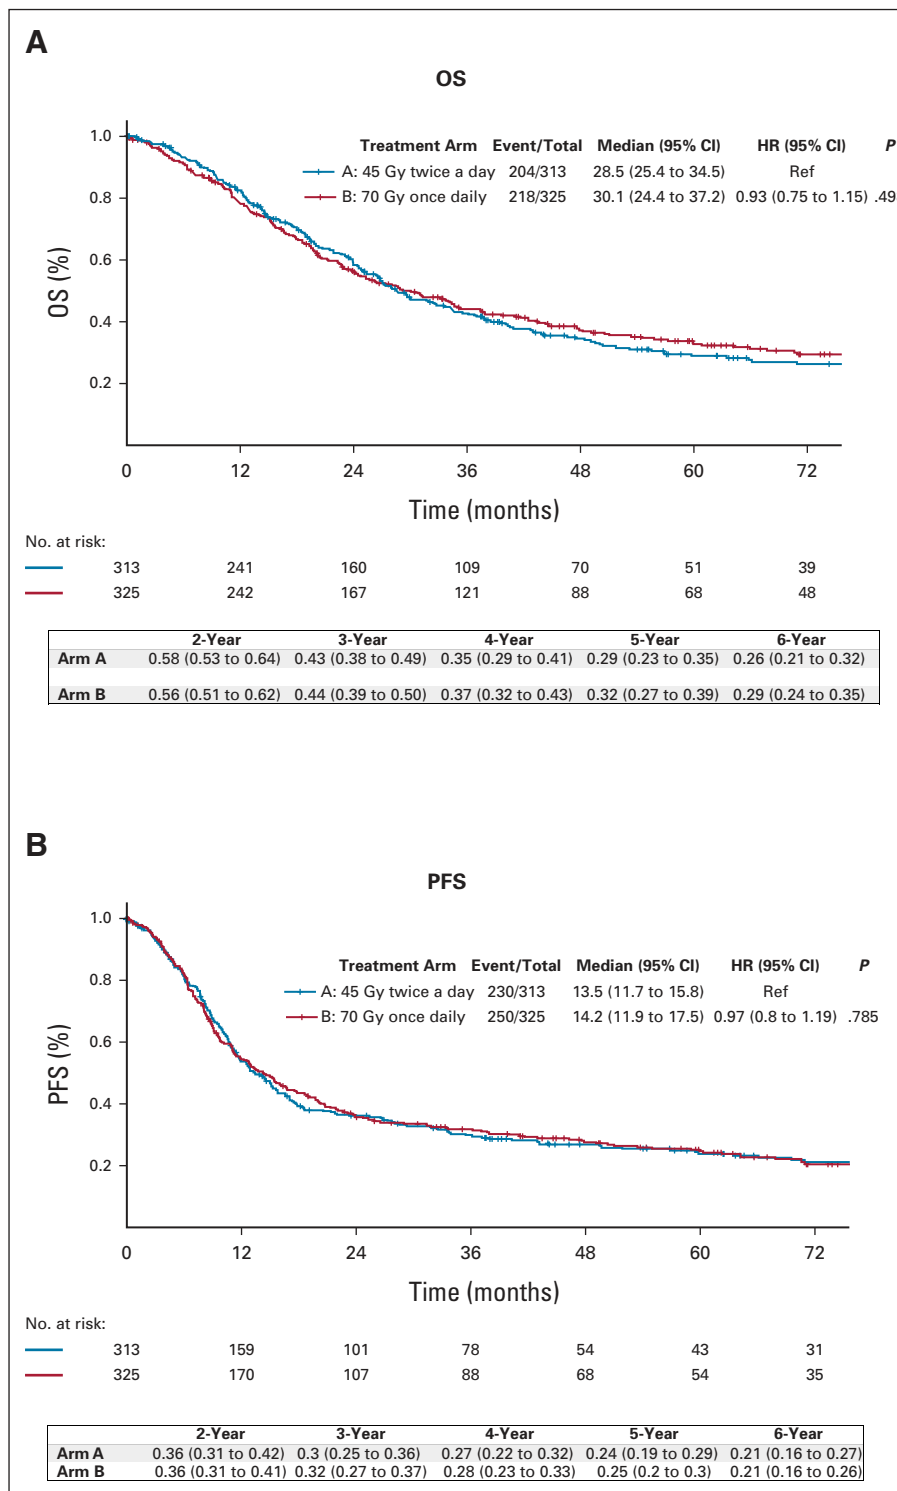 A
OS
Treatment Arm Event/Total Median (95% CI) HR (95% CI) P
A: 45 Gy twice a day 204/313 28.5 (25.4 to 34.5) Ref
B: 70 Gy once daily 218/325 30.1 (24.4 to 37.2) 0.93 (0.75 to 1.15)
1.0
0.8
0.6
0.4
0.2
OS (%)
0 12 24 36 48 60 72
Time (months)
No. at risk:
313 241 160 109 70 51 39
325 242 167 121 88 68 48
2-Year 3-Year 4-Year 5-Year 6-Year
Arm A 0.58 (0.53 to 0.64) 0.43 (0.38 to 0.49) 0.35 (0.29 to 0.41) 0.29 (0.23 to 0.35) 0.26 (0.21 to 0.32)
Arm B 0.56 (0.51 to 0.62) 0.44 (0.39 to 0.50) 0.37 (0.32 to 0.43) 0.32 (0.27 to 0.39) 0.29 (0.24 to 0.35)
B
PFS
Treatment Arm Event/Total Median (95% CI) HR (95% CI) P
A: 45 Gy twice a day 230/313 13.5 (11.7 to 15.8) Ref
B: 70 Gy once daily 250/325 14.2 (11.9 to 17.5) 0.97 (0.8 to 1.19) .785
1.0
0.8
0.6
0.4
0.2
PFS (%)
0 12 24 36 48 60 72
Time (months)
No. at risk:
313 159 101 78 54 43 31
325 170 107 88 68 54 35
2-Year 3-Year 4-Year 5-Year 6-Year
Arm A 0.36 (0.31 to 0.42) 0.3 (0.25 to 0.36) 0.27 (0.22 to 0.32) 0.24 (0.19 to 0.29) 0.21 (0.16 to 0.27)
Arm B 0.36 (0.31 to 0.41) 0.32 (0.27 to 0.37) 0.28 (0.23 to 0.33) 0.25 (0.2 to 0.3) 0.21 (0.16 to 0.26)